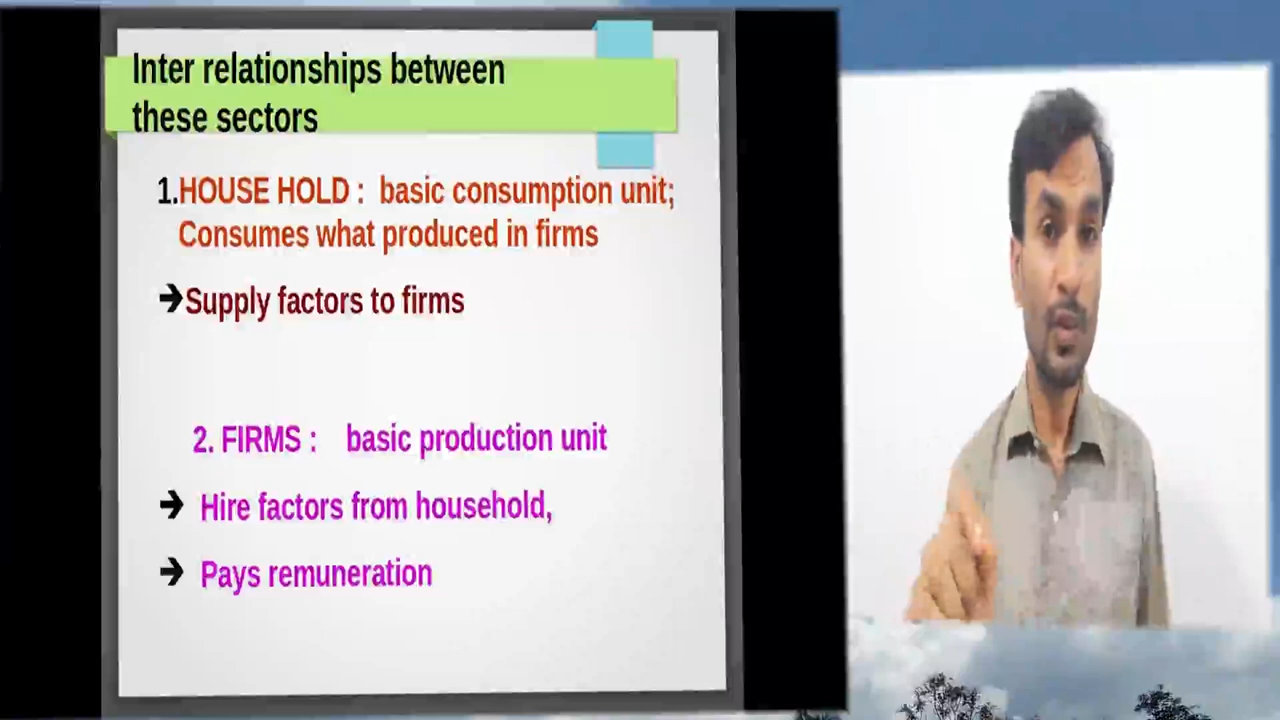 Inter relationships between
these sectors
1.HOUSE HOLD : basic consumption unit;
Consumes what produced in firms
➔Supply factors to firms
2. FIRMS : basic production unit
➔ Hire factors from household,
➔ Pays remuneration